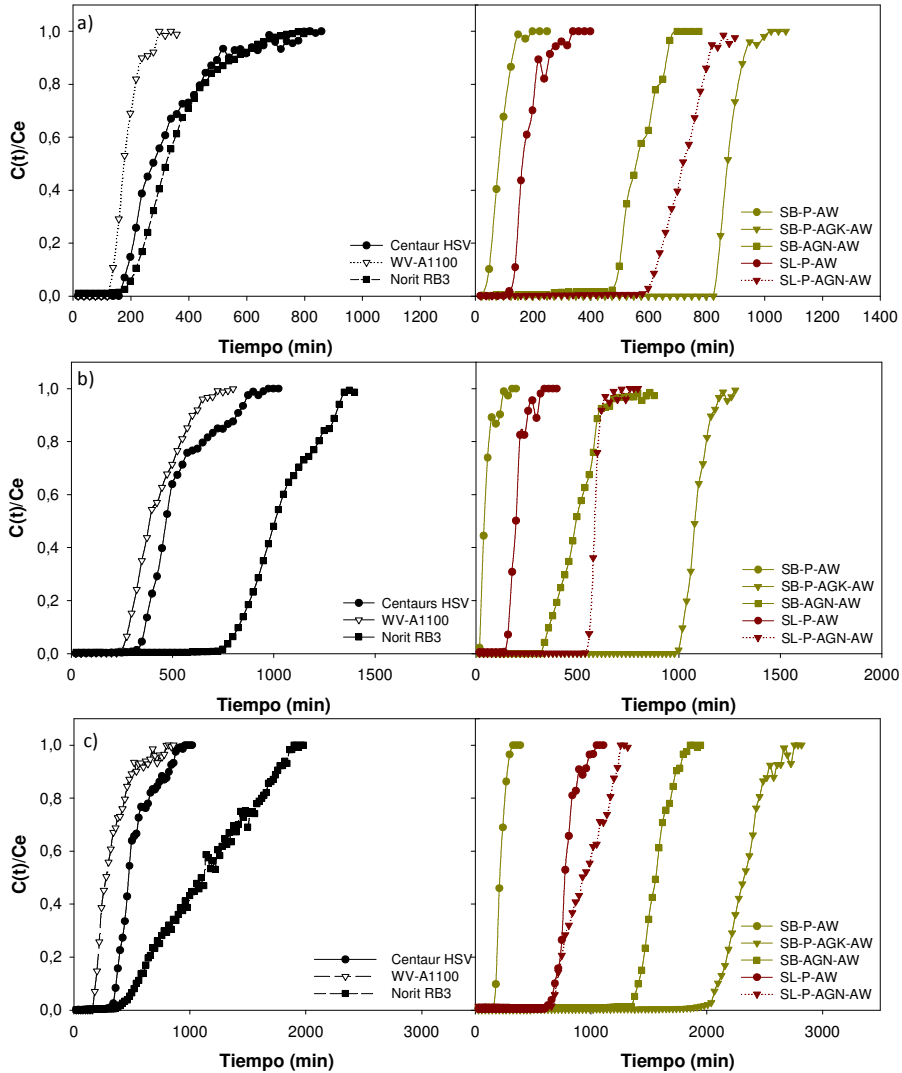 a)
C(t)/Ce
1,0
0,8
0,6
0,4
0,2
0,0
Centaur HSV
WV-A1100
Norit RB3
0 200 400 600 800 1000
Tiempo (min)
SB-P-AW
SB-P-AGK-AW
SB-AGN-AW
SL-P-AW
SL-P-AGN-AW
0 200 400 600 800 1000 1200 1400
Tiempo (min)
b)
C(t)/Ce
1,0
0,8
0,6
0,4
0,2
0,0
Centaurs HSV
WV-A1100
Norit RB3
0 500 1000 1500
Tiempo (min)
SB-P-AW
SB-P-AGK-AW
SB-AGN-AW
SL-P-AW
SL-P-AGN-AW
0 500 1000 1500 2000
Tiempo (min)
c)
C(t)/Ce
1,0
0,8
0,6
0,4
0,2
0,0
Centaur HSV
WV-A1100
Norit RB3
0 1000 2000 3000
Tiempo (min)
SB-P-AW
SB-P-AGK-AW
SB-AGN-AW
SL-P-AW
SL-P-AGN-AW
0 1000 2000 3000
Tiempo (min)